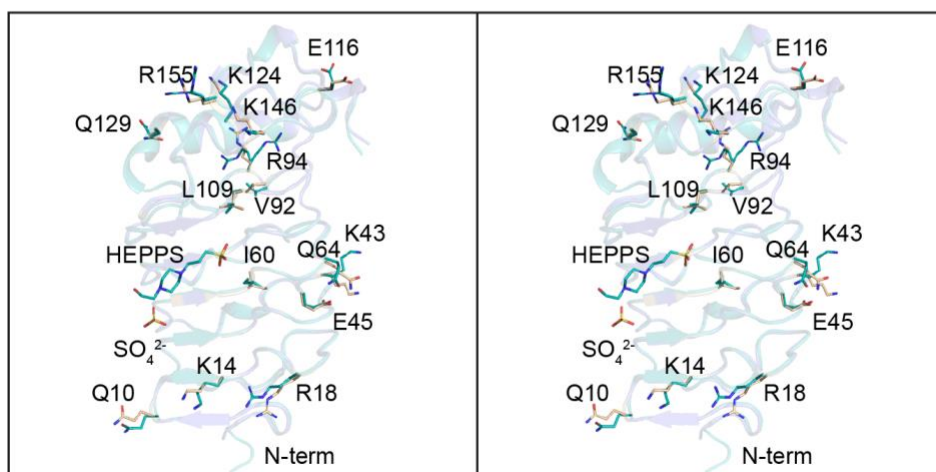 E116
R155 K124
K146
Q129
R94
L109
V92
K43
Q64
HEPPS I60
E45
SO₄²⁻
K14
Q10
R18
N-term
E116
R155 K124
K146
Q129
R94
L109
V92
K43
Q64
HEPPS I60
E45
SO₄²⁻
K14
Q10
R18
N-term